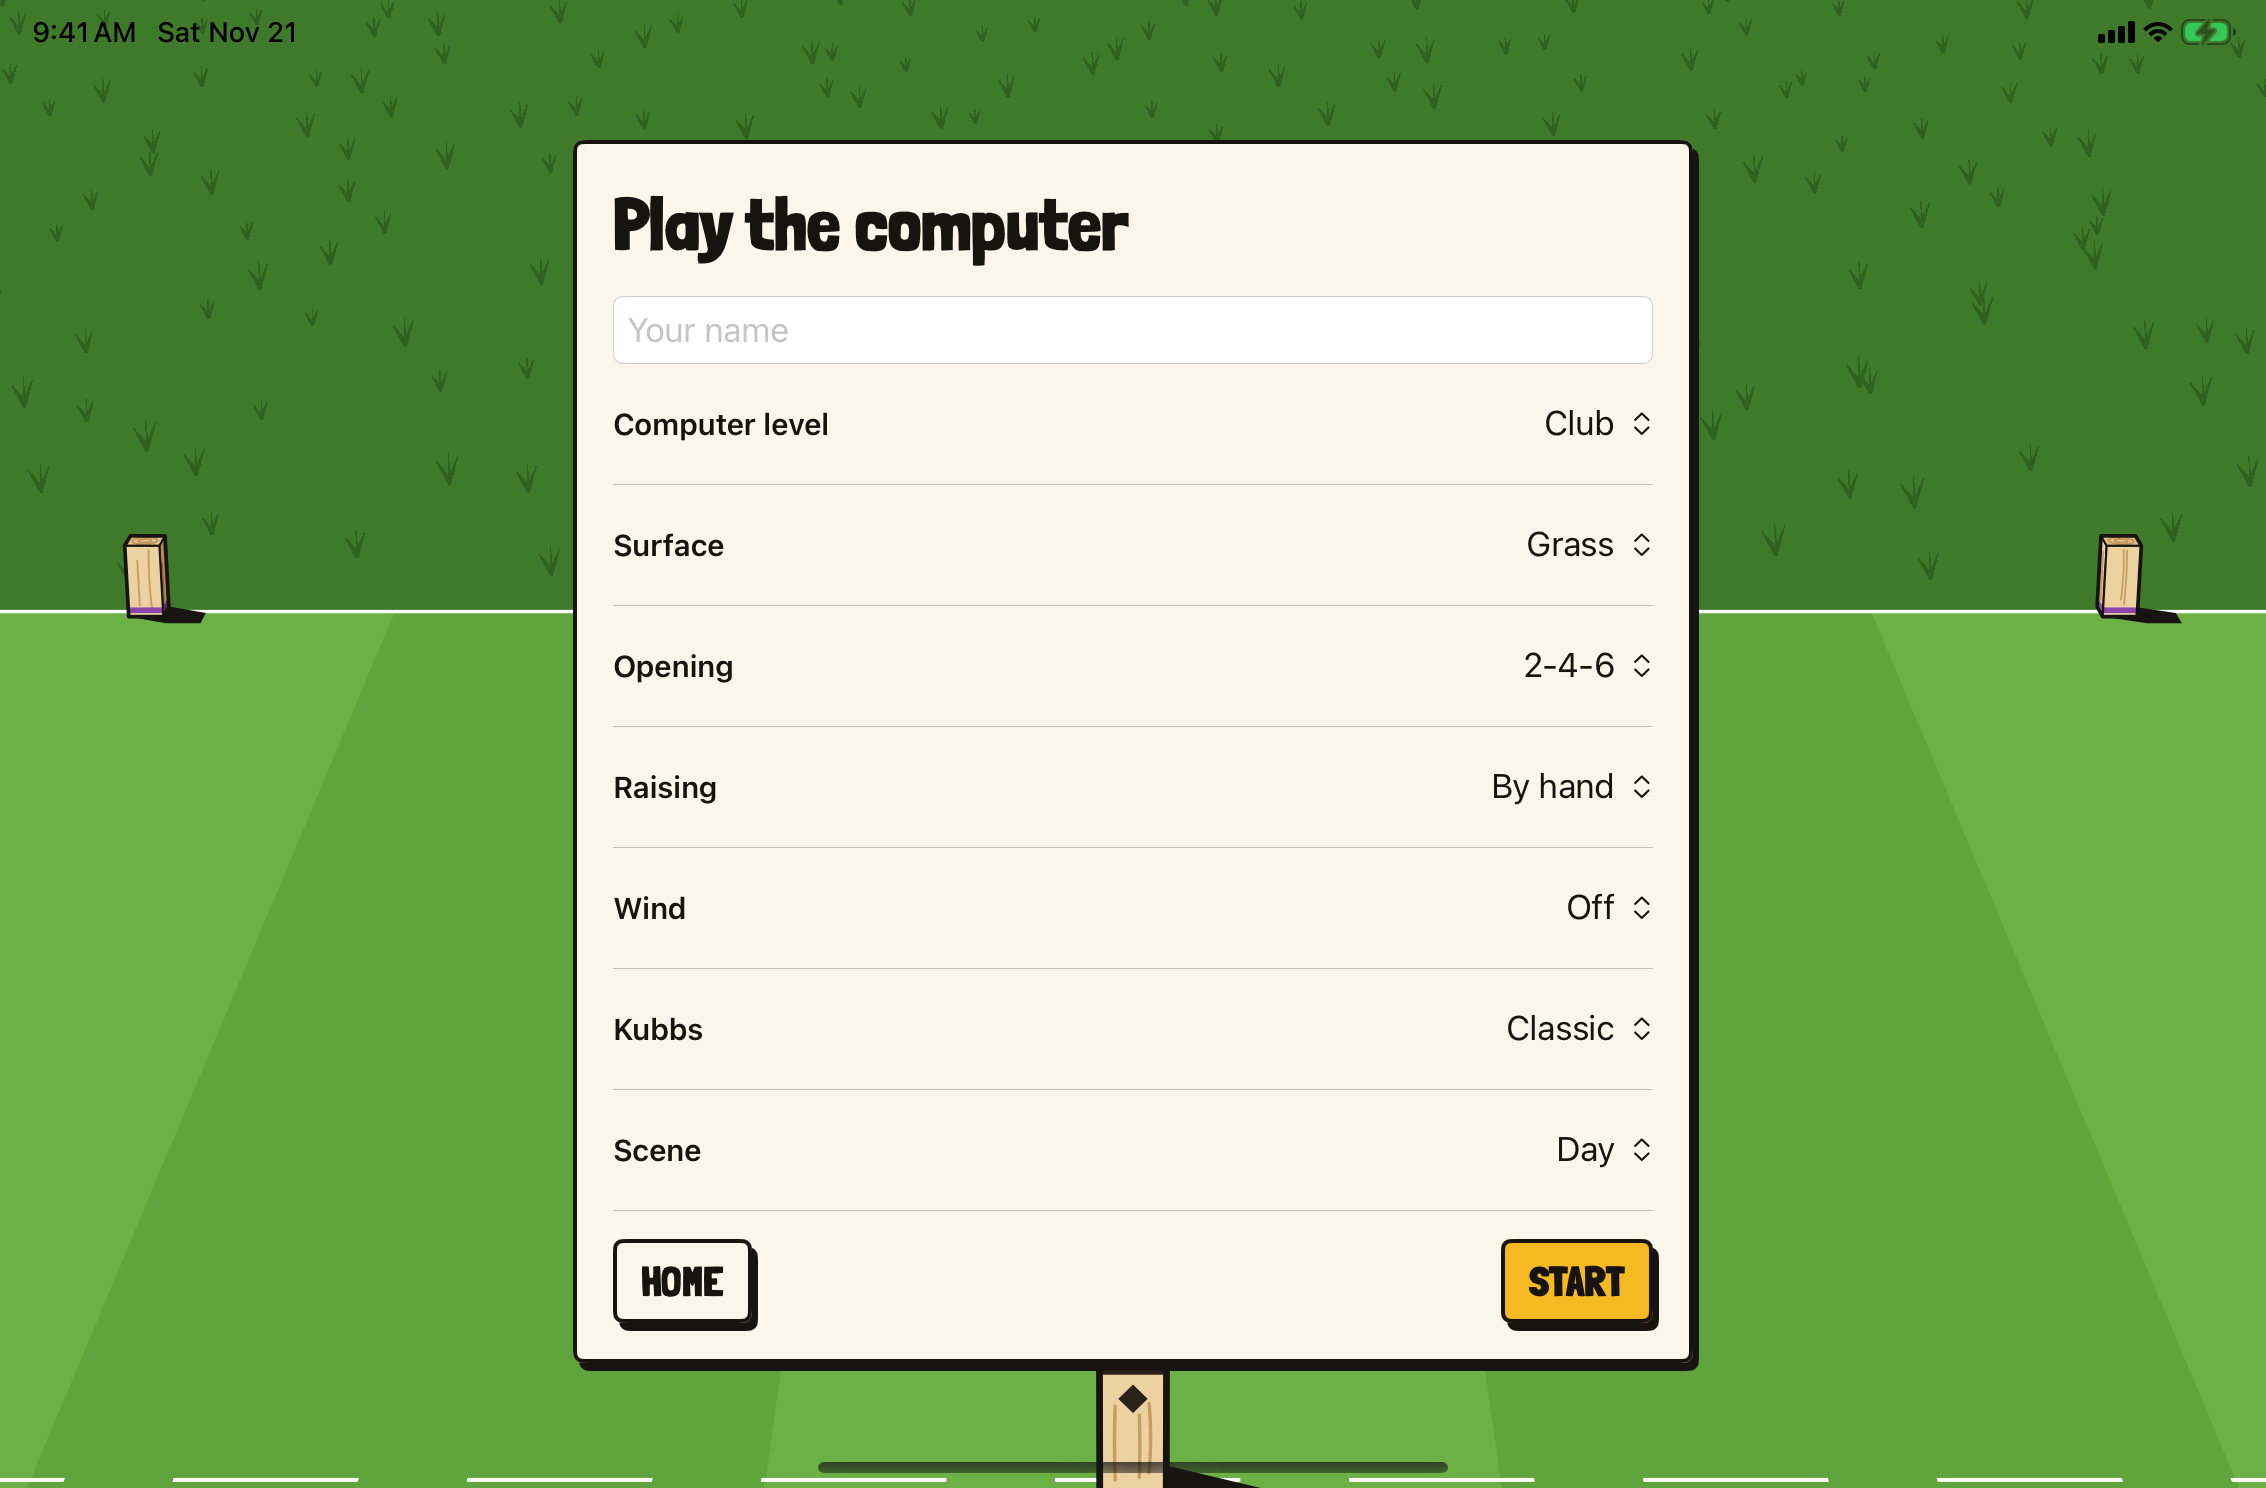 9:41 AM Sat Nov 21
Play the computer
Your name
Computer level Club
Surface Grass
Opening 2-4-6
Raising By hand
Wind Off
Kubbs Classic
Scene Day
HOME START